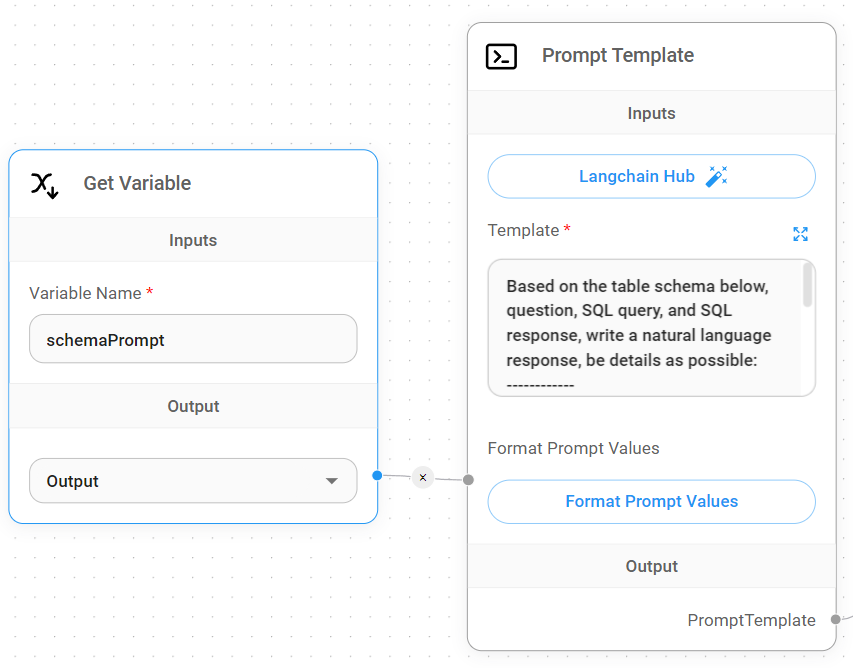 Get Variable
Inputs
Variable Name *
schemaPrompt
Output
Output
Prompt Template
Inputs
Langchain Hub
Template *
Based on the table schema below,
question, SQL query, and SQL
response, write a natural language
response, be details as possible:
------------
Format Prompt Values
Format Prompt Values
Output
PromptTemplate